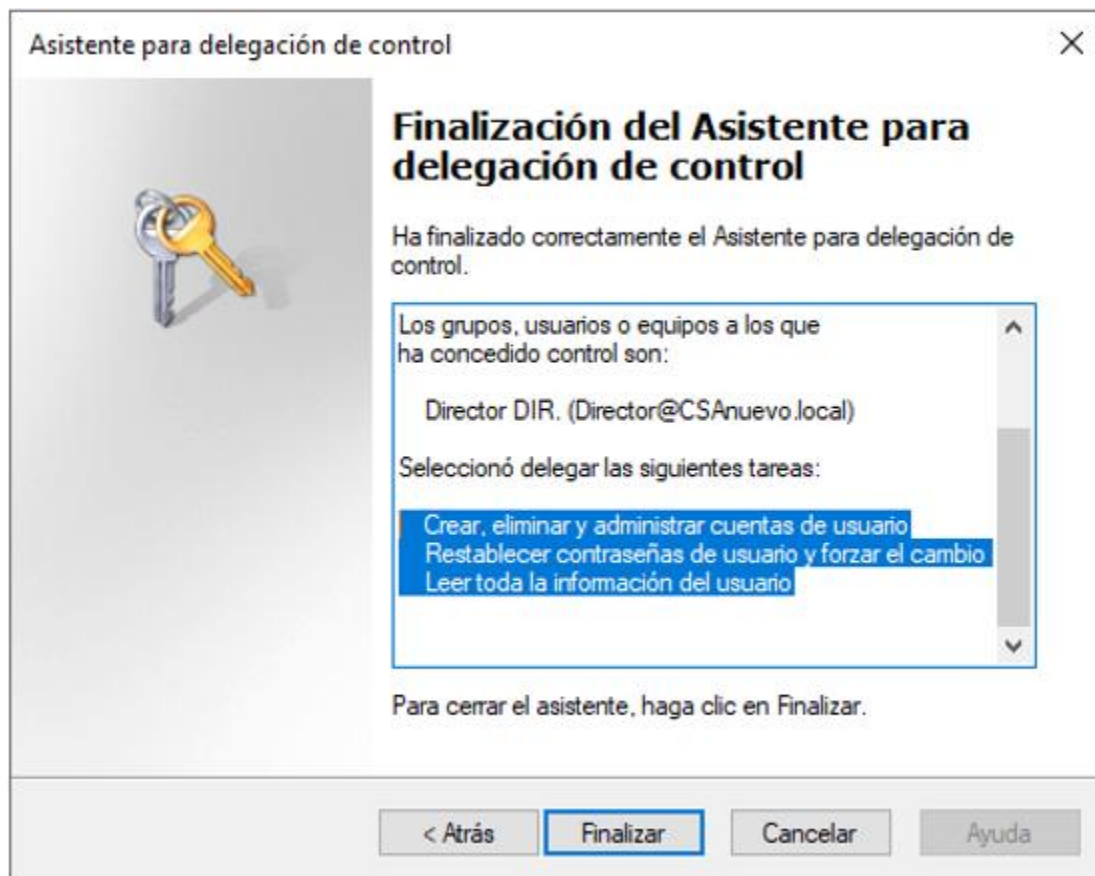 Asistente para delegación de control
Finalización del Asistente para
delegación de control
Ha finalizado correctamente el Asistente para delegación de
control.
Los grupos, usuarios o equipos a los que
ha concedido control son:
Director DIR. (Director@CSAnuevo.local)
Seleccionó delegar las siguientes tareas:
Crear, eliminar y administrar cuentas de usuario
Restablecer contraseñas de usuario y forzar el cambio
Leer toda la información del usuario
Para cerrar el asistente, haga clic en Finalizar.
< Atrás Finalizar Cancelar Ayuda